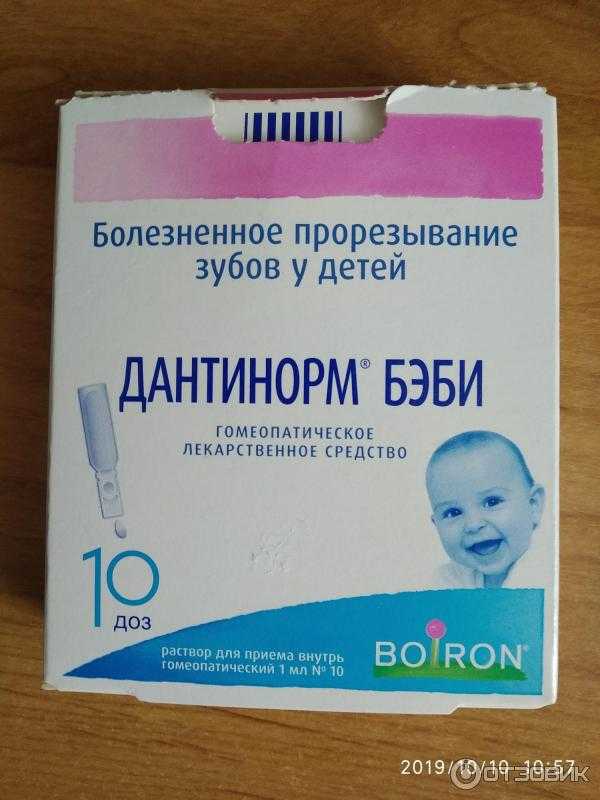 Болезненное прорезывание
зубов у детей
ДАНТИНОРМ® БЭБИ
ГОМЕОПАТИЧЕСКОЕ
ЛЕКАРСТВЕННОЕ СРЕДСТВО
10
ДОЗ
раствор для приема внутрь
гомеопатический 1 мл № 10
BOIRON®
2019/10/10 10:57
ОТЗОВИК